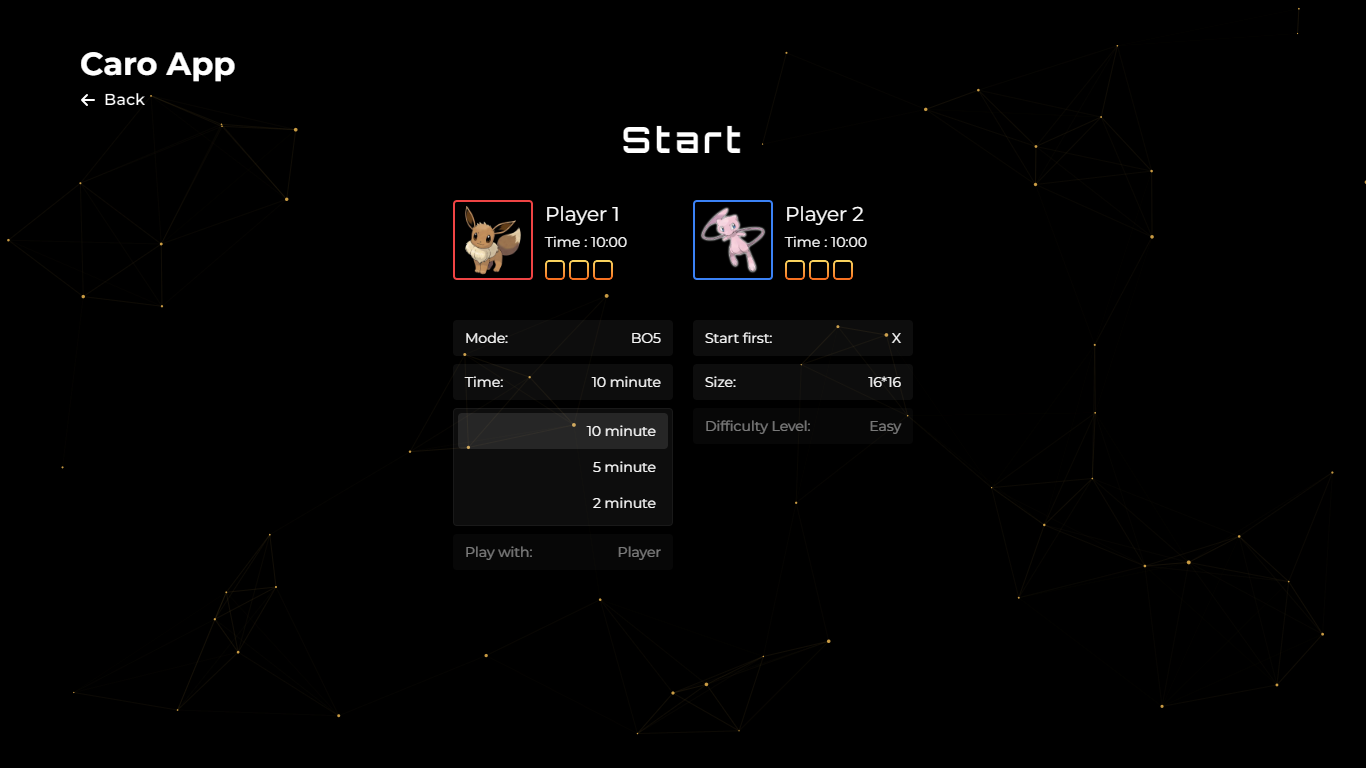 Caro App
Back
Start
Player 1
Time : 10:00
Player 2
Time : 10:00
Mode: BO5
Start first: X
Time: 10 minute
Size: 16*16
10 minute
Difficulty Level: Easy
5 minute
2 minute
Play with: Player